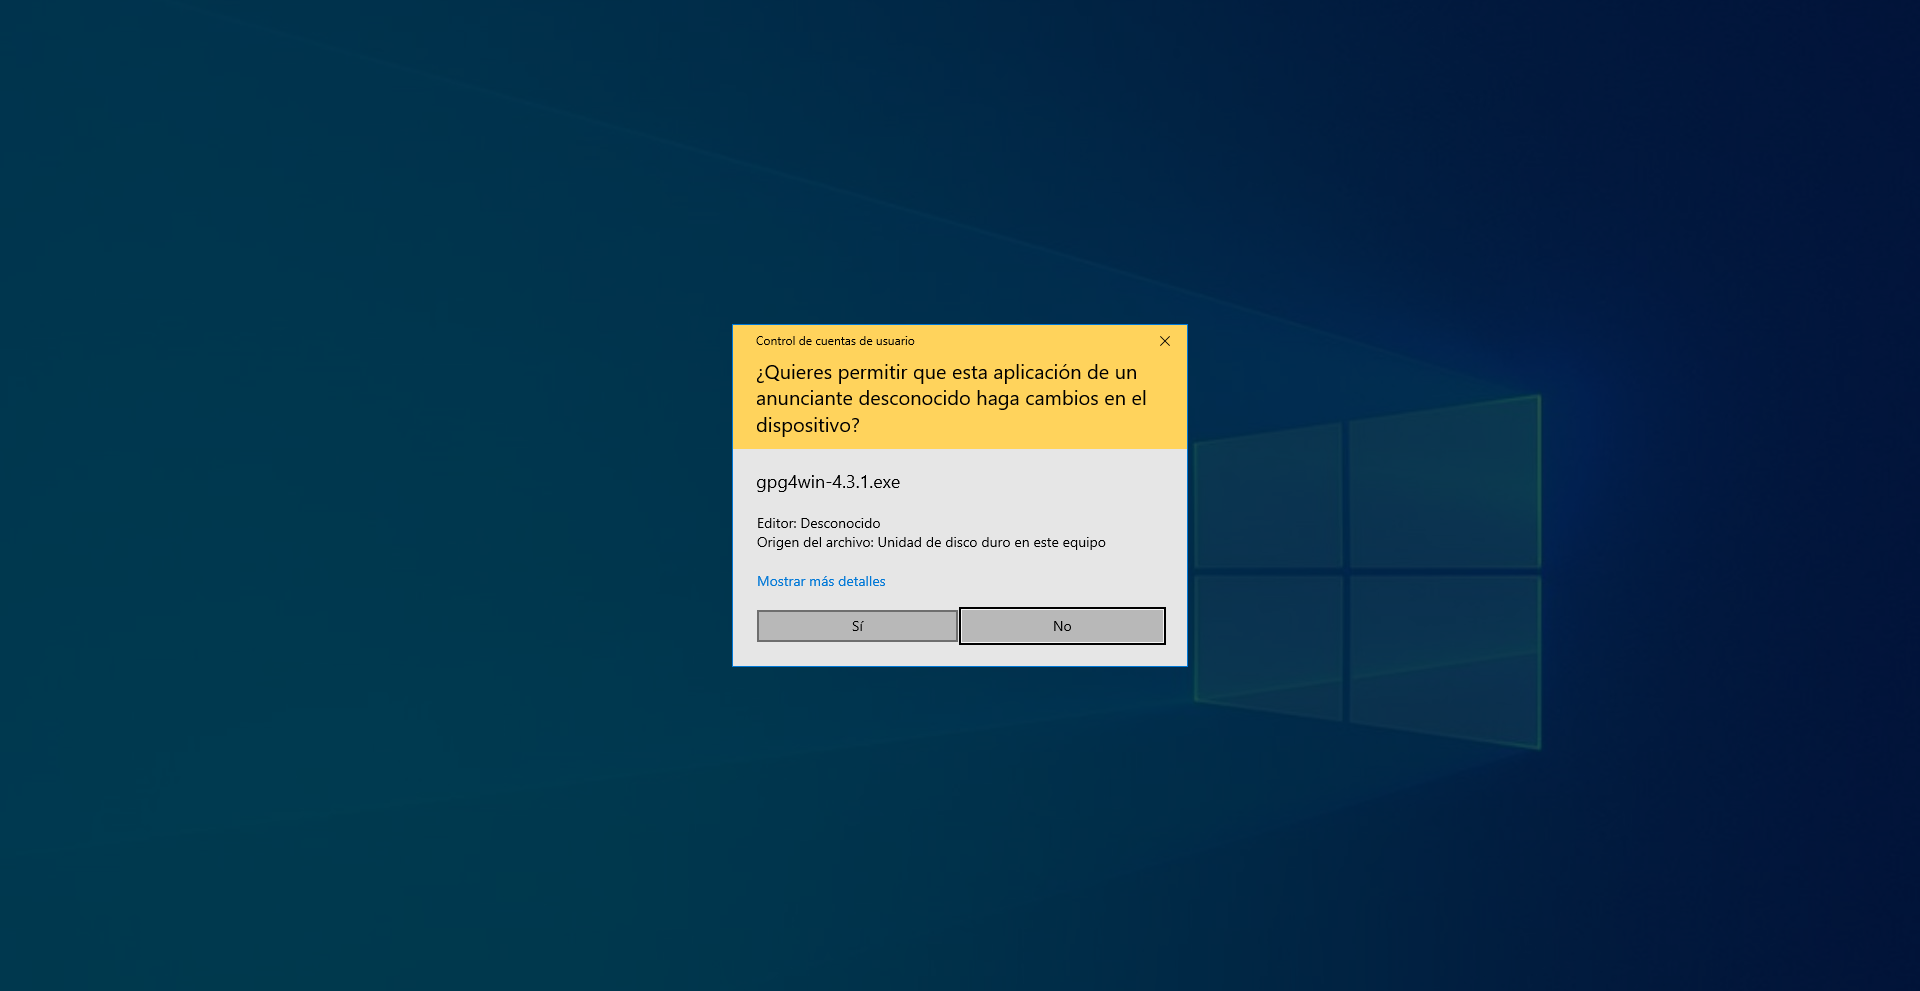 Control de cuentas de usuario
¿Quieres permitir que esta aplicación de un
anunciante desconocido haga cambios en el
dispositivo?
gpg4win-4.3.1.exe
Editor: Desconocido
Origen del archivo: Unidad de disco duro en este equipo
Mostrar más detalles
Sí
No